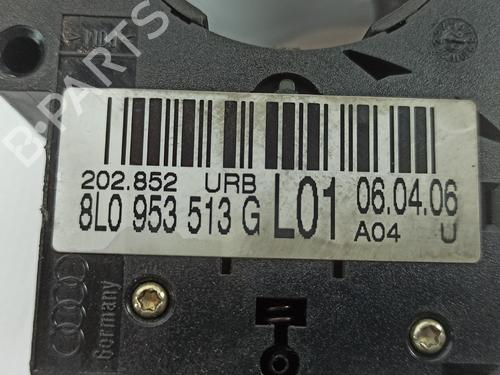 B-PARTS
202.852 URB
8L0 953 513 G L01 06.04.06
A04 U
Germany